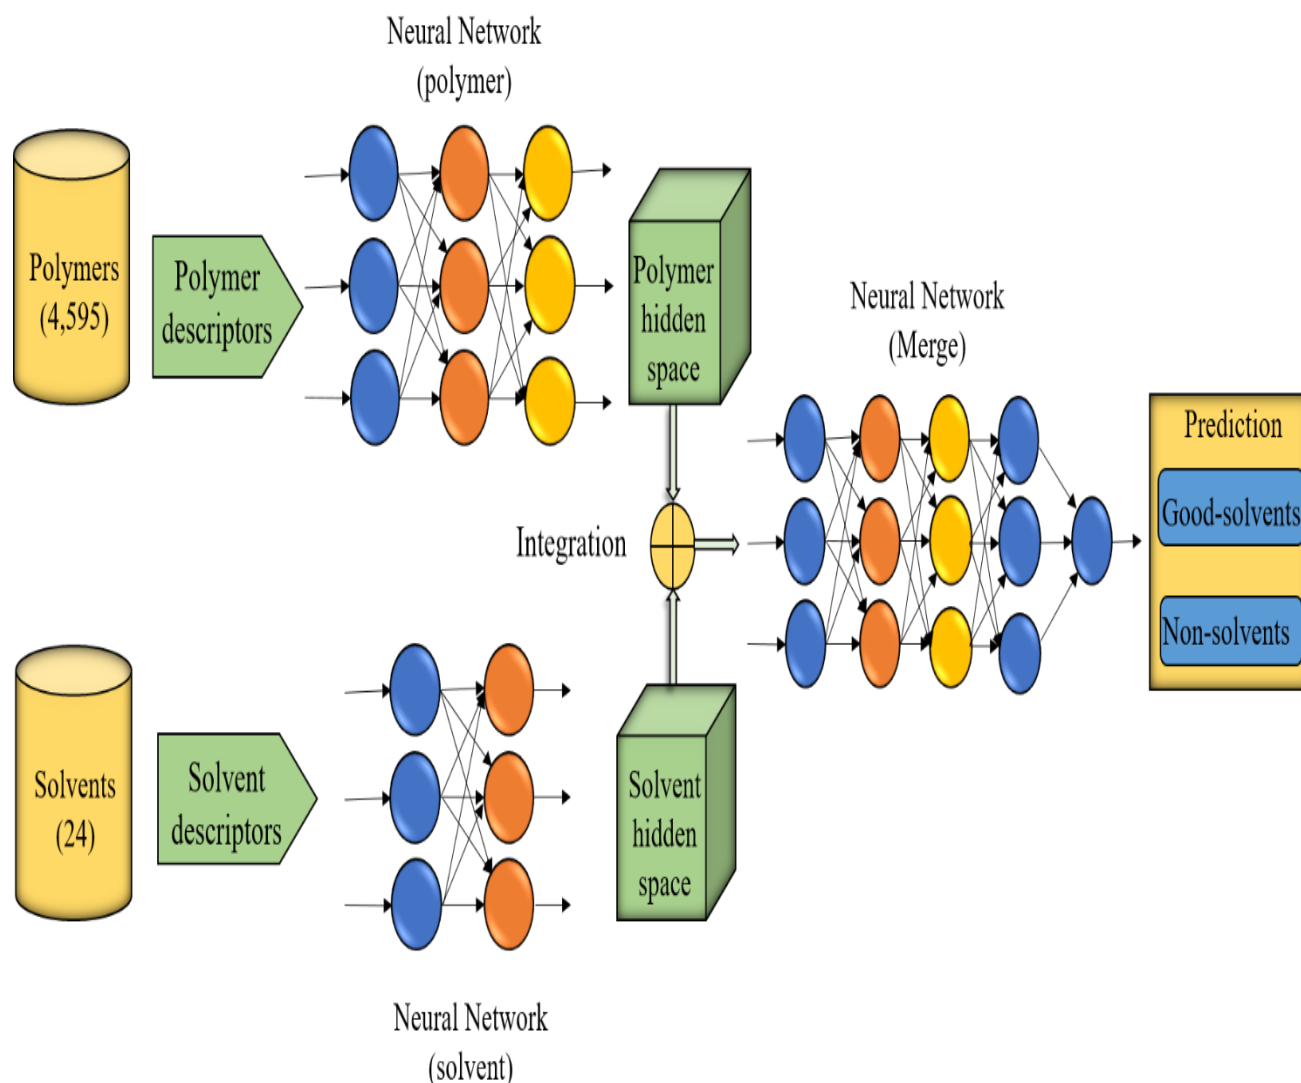 Neural Network
(polymer)
Polymers
(4,595)
Polymer
descriptors
Polymer
hidden
space
Neural Network
(Merge)
Prediction
Good-solvents
Non-solvents
Integration
Solvents
(24)
Solvent
descriptors
Solvent
hidden
space
Neural Network
(solvent)